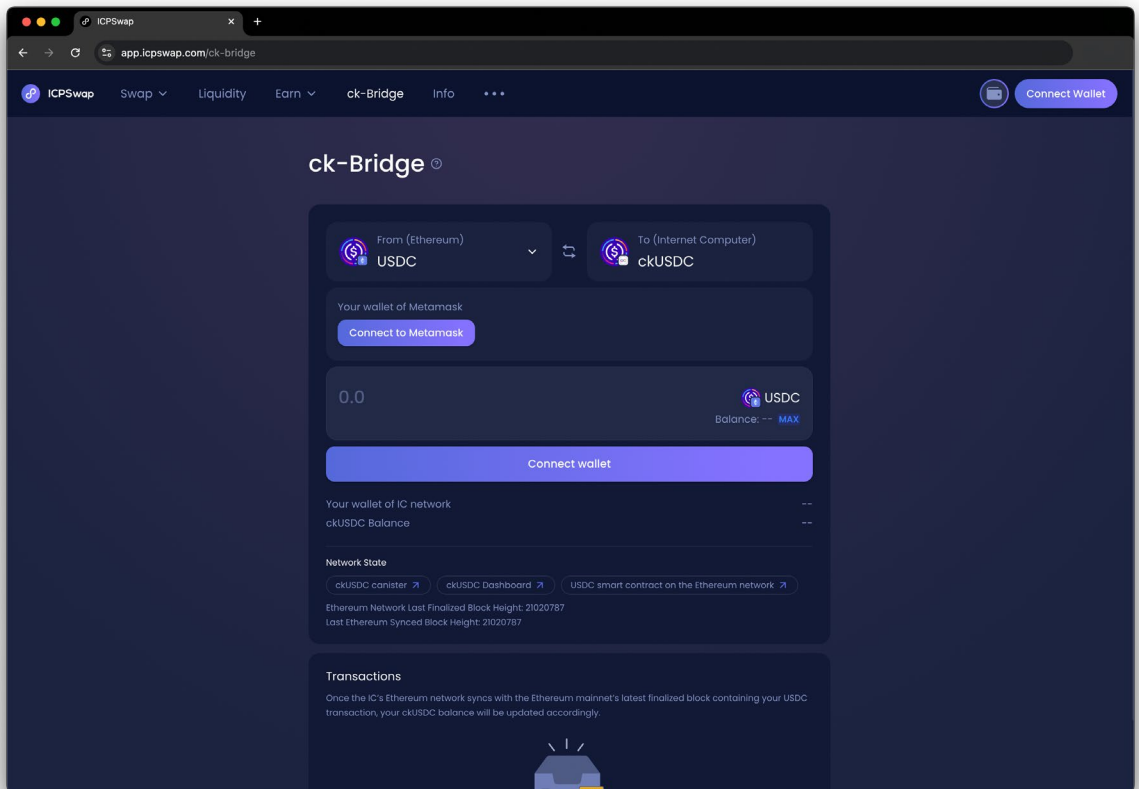 ICPSwap
app.icpswap.com/ck-bridge
ICPSwap Swap Liquidity Earn ck-Bridge Info Connect Wallet
ck-Bridge
From (Ethereum)
USDC
To (Internet Computer)
ckUSDC
Your wallet of Metamask
Connect to Metamask
0.0
USDC
Balance: -- MAX
Connect wallet
Your wallet of IC network --
ckUSDC Balance --
Network State
ckUSDC canister ckUSDC Dashboard USDC smart contract on the Ethereum network
Ethereum Network Last Finalized Block Height: 21020787
Last Ethereum Synced Block Height: 21020787
Transactions
Once the IC's Ethereum network syncs with the Ethereum mainnet's latest finalized block containing your USDC
transaction, your ckUSDC balance will be updated accordingly.